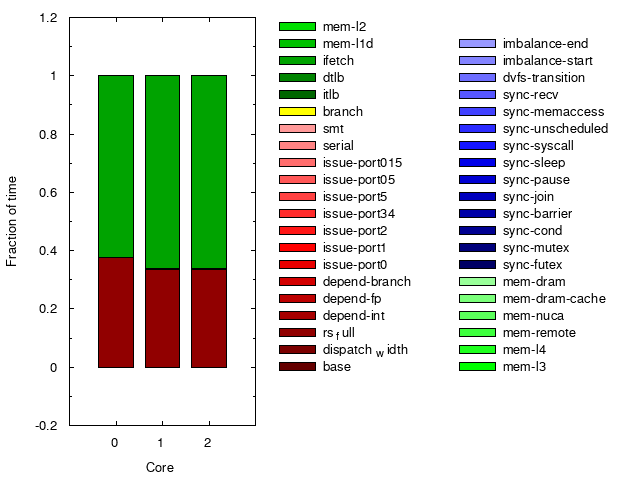 1.2
1
0.8
0.6
0.4
0.2
0
-0.2
Fraction of time
0 1 2
Core
mem-l2
mem-l1d
ifetch
dtlb
itlb
branch
smt
serial
issue-port015
issue-port05
issue-port5
issue-port34
issue-port2
issue-port1
issue-port0
depend-branch
depend-fp
depend-int
rs_full
dispatch_width
base
imbalance-end
imbalance-start
dvfs-transition
sync-recv
sync-memaccess
sync-unscheduled
sync-syscall
sync-sleep
sync-pause
sync-join
sync-barrier
sync-cond
sync-mutex
sync-futex
mem-dram
mem-dram-cache
mem-nuca
mem-remote
mem-l4
mem-l3